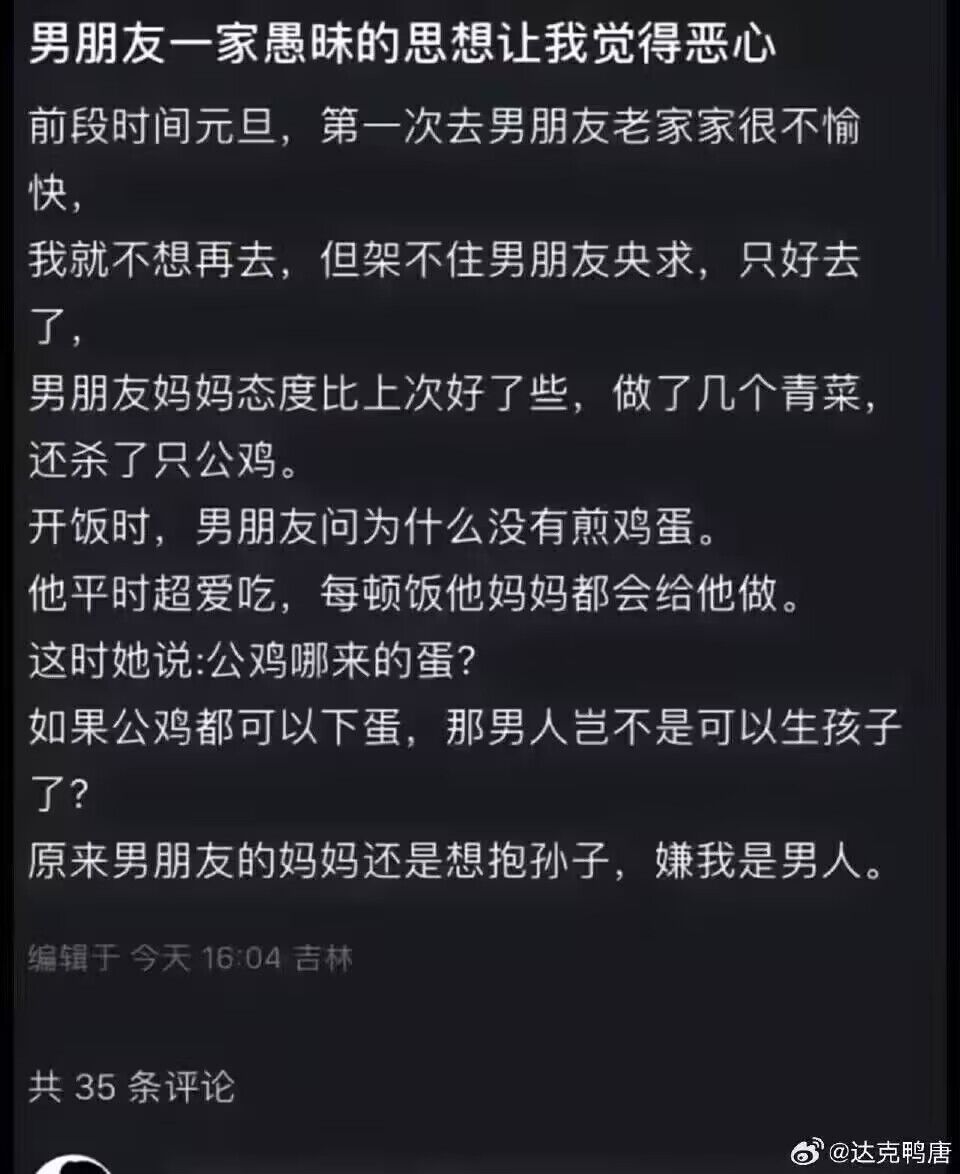 男朋友一家愚昧的思想让我觉得恶心
前段时间元旦，第一次去男朋友老家家很不愉
快，
我就不想再去，但架不住男朋友央求，只好去
了，
男朋友妈妈态度比上次好了些，做了几个青菜，
还杀了只公鸡。
开饭时，男朋友问为什么没有煎鸡蛋。
他平时超爱吃，每顿饭他妈妈都会给他做。
这时她说:公鸡哪来的蛋?
如果公鸡都可以下蛋，那男人岂不是可以生孩子
了?
原来男朋友的妈妈还是想抱孙子，嫌我是男人。
编辑于 今天 16:04 吉林
共 35 条评论
@达克鸭唐